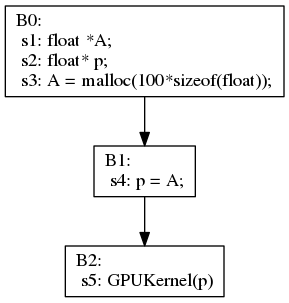 B0:
s1: float *A;
s2: float* p;
s3: A = malloc(100*sizeof(float));
B1:
s4: p = A;
B2:
s5: GPUKernel(p)